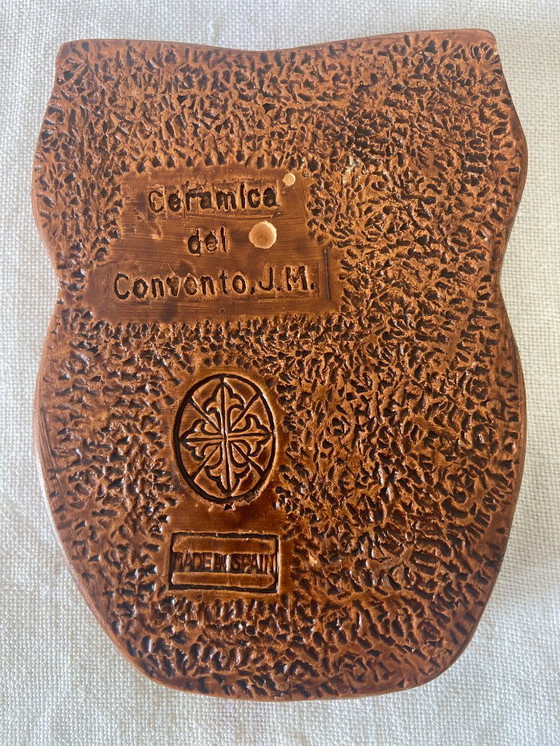 Ceramica
del
Convento.J.M.
MADE IN SPAIN